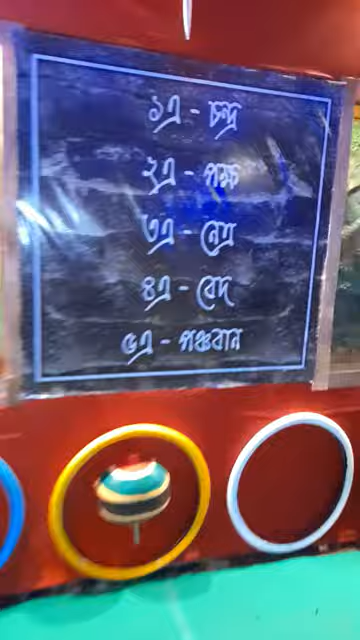 ১এ - চন্দ্র
২এ - পক্ষ
৩এ - নেত্র
৪এ - বেদ
৫এ - পঞ্চবান